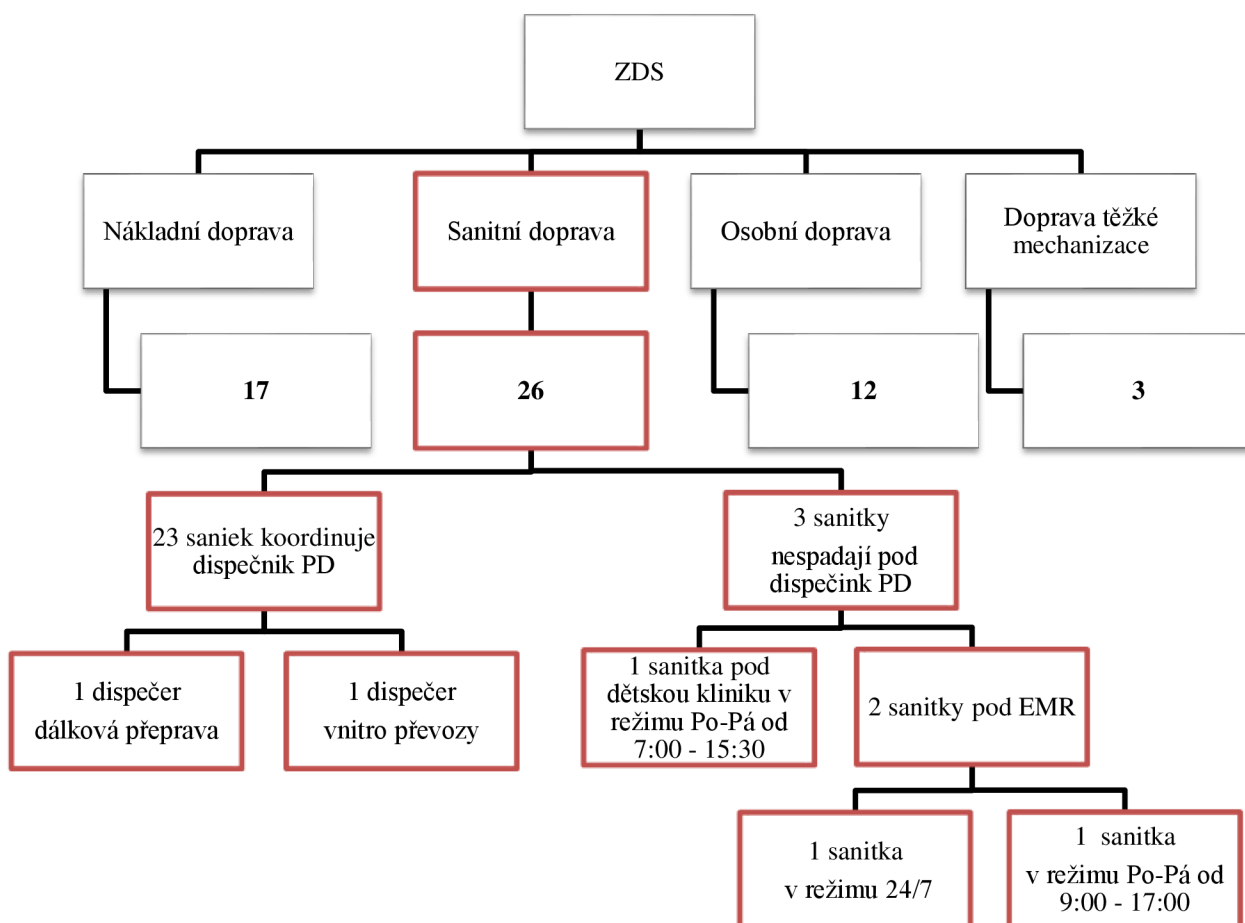 ZDS
Nákladní doprava
Sanitní doprava
Osobní doprava
Doprava těžké
mechanizace
17
26
12
3
23 saniek koordinuje
dispečnik PD
3 sanitky
nespadají pod
dispečink PD
1 dispečer
dálková přeprava
1 dispečer
vnitro převozy
1 sanitka pod
dětskou kliniku v
režimu Po-Pá od
7:00 - 15:30
2 sanitky pod EMR
1 sanitka
v režimu 24/7
1 sanitka
v režimu Po-Pá od
9:00 - 17:00